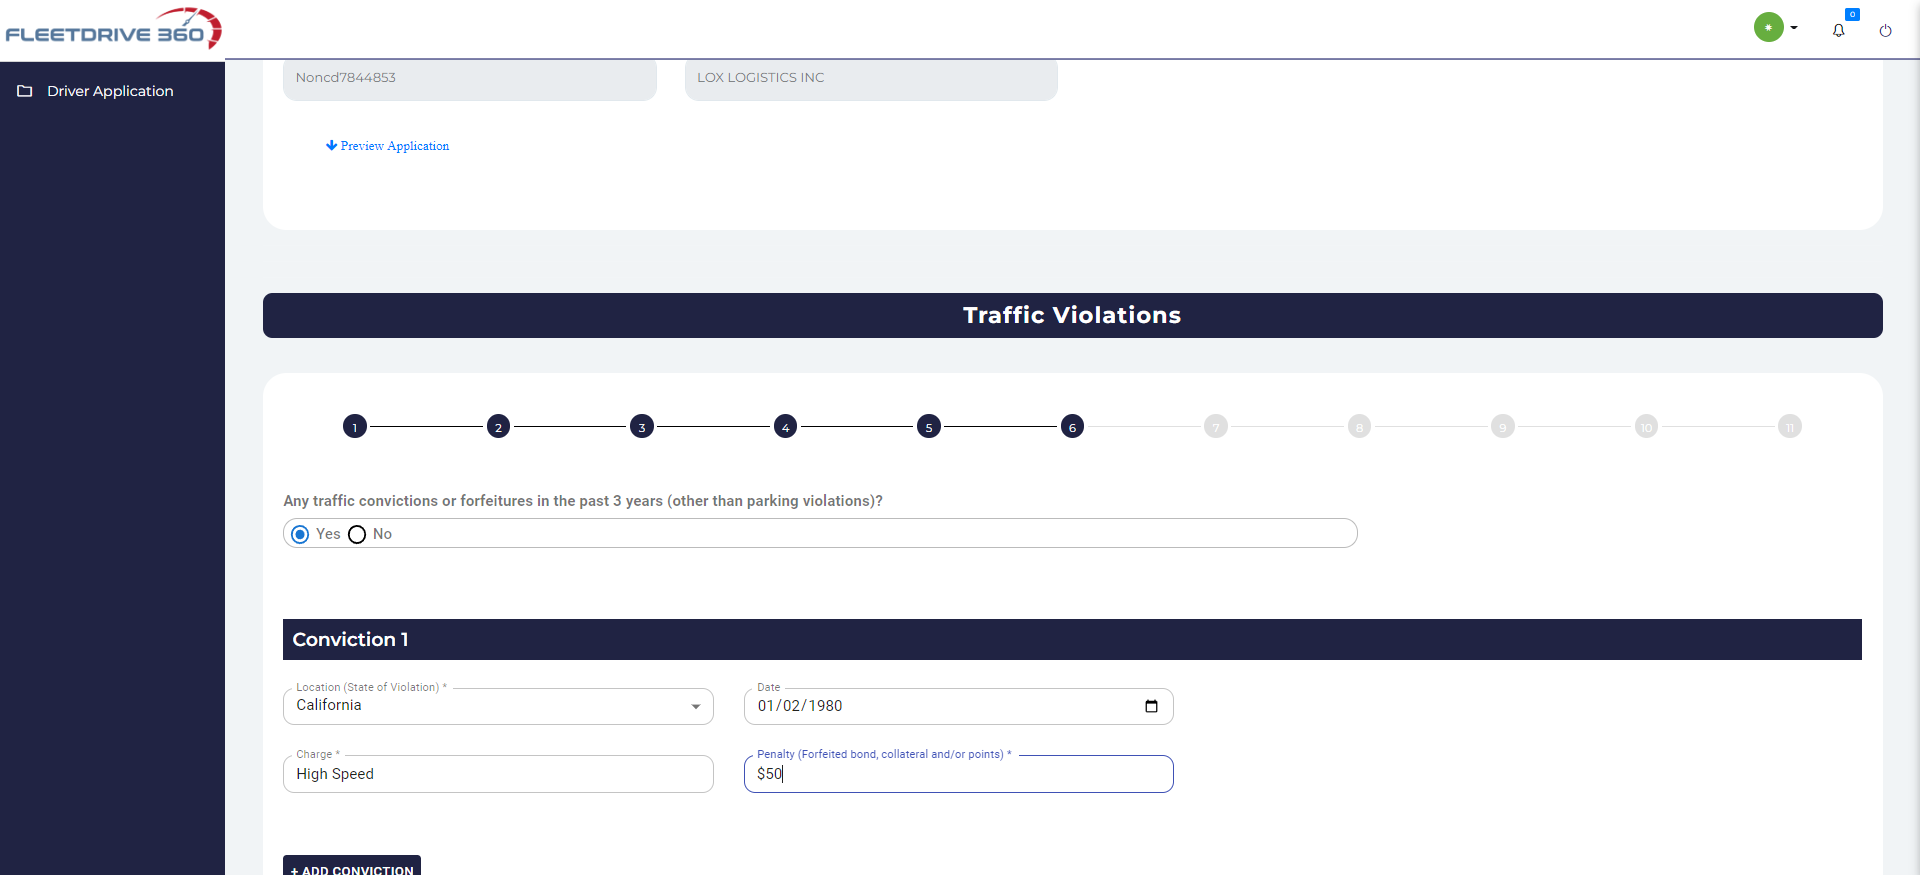 FLEETDRIVE 360
0
Driver Application
Noncd7844853
LOX LOGISTICS INC
Preview Application
Traffic Violations
1 2 3 4 5 6 7 8 9 10 11
Any traffic convictions or forfeitures in the past 3 years (other than parking violations)?
Yes No
Conviction 1
Location (State of Violation) *
California
Date
01/02/1980
Charge *
High Speed
Penalty (Forfeited bond, collateral and/or points) *
$50
+ ADD CONVICTION